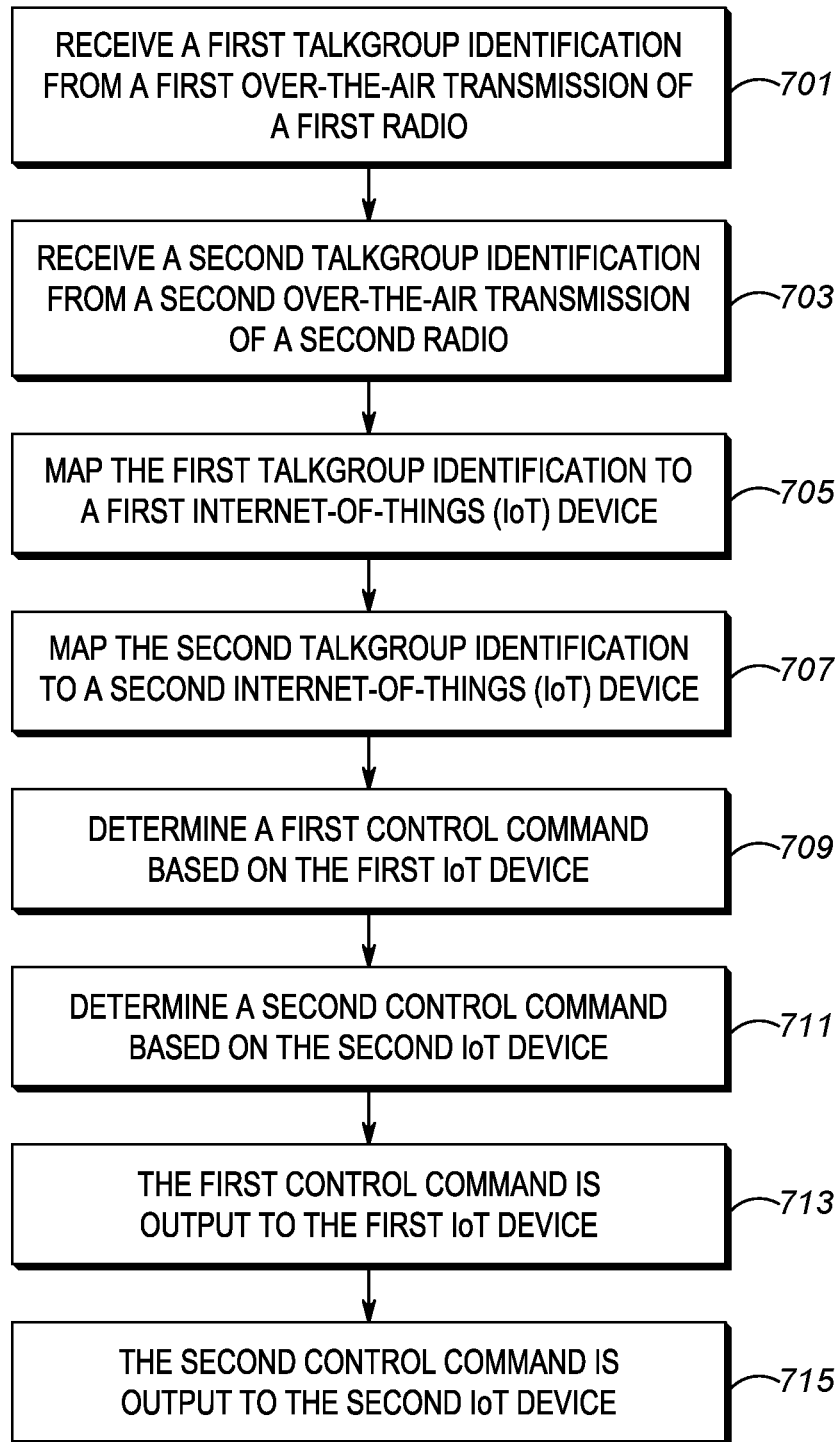 RECEIVE A FIRST TALKGROUP IDENTIFICATION
FROM A FIRST OVER-THE-AIR TRANSMISSION OF
A FIRST RADIO
701
RECEIVE A SECOND TALKGROUP IDENTIFICATION
FROM A SECOND OVER-THE-AIR TRANSMISSION
OF A SECOND RADIO
703
MAP THE FIRST TALKGROUP IDENTIFICATION TO
A FIRST INTERNET-OF-THINGS (IoT) DEVICE
705
MAP THE SECOND TALKGROUP IDENTIFICATION
TO A SECOND INTERNET-OF-THINGS (IoT) DEVICE
707
DETERMINE A FIRST CONTROL COMMAND
BASED ON THE FIRST IoT DEVICE
709
DETERMINE A SECOND CONTROL COMMAND
BASED ON THE SECOND IoT DEVICE
711
THE FIRST CONTROL COMMAND IS
OUTPUT TO THE FIRST IoT DEVICE
713
THE SECOND CONTROL COMMAND IS
OUTPUT TO THE SECOND IoT DEVICE
715